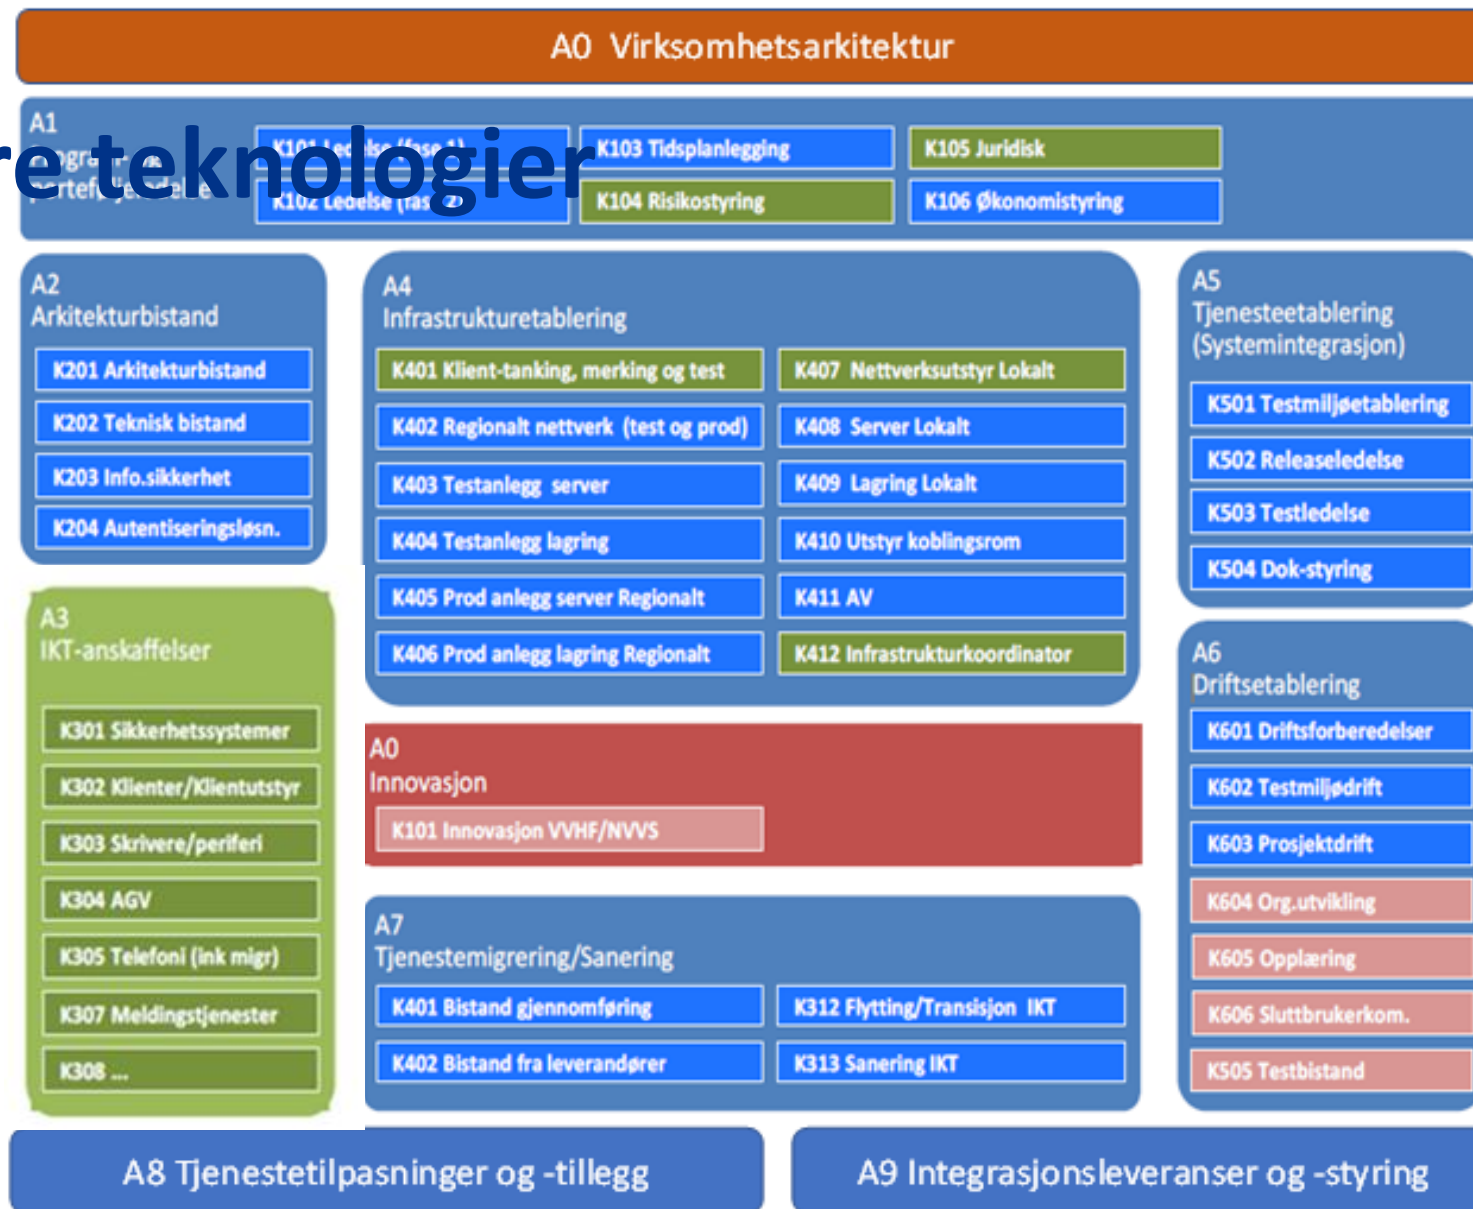 A0 Virksomhetsarkitektur
A1
re teknologier
K101 Ledelse (fase 1)
K102 Ledelse (fase 2)
K103 Tidsplanlegging
K104 Risikostyring
K105 Juridisk
K106 Økonomistyring
A2
Arkitekturbistand
K201 Arkitekturbistand
K202 Teknisk bistand
K203 Info.sikkerhet
K204 Autentiseringsløsn.
A3
IKT-anskaffelser
K301 Sikkerhetssystemer
K302 Klienter/Klientutstyr
K303 Skrivere/periferi
K304 AGV
K305 Telefoni (ink migr)
K307 Meldingstjenester
K308 ...
A4
Infrastrukturetablering
K401 Klient-tanking, merking og test
K402 Regionalt nettverk (test og prod)
K403 Testanlegg server
K404 Testanlegg lagring
K405 Prod anlegg server Regionalt
K406 Prod anlegg lagring Regionalt
K407 Nettverksutstyr Lokalt
K408 Server Lokalt
K409 Lagring Lokalt
K410 Utstyr koblingsrom
K411 AV
K412 Infrastrukturkoordinator
A0
Innovasjon
K101 Innovasjon VVHF/NVVS
A7
Tjenestemigrering/Sanering
K401 Bistand gjennomføring
K402 Bistand fra leverandører
K312 Flytting/Transisjon IKT
K313 Sanering IKT
A5
Tjenesteetablering
(Systemintegrasjon)
K501 Testmiljøetablering
K502 Releaseledelse
K503 Testledelse
K504 Dok-styring
A6
Driftsetablering
K601 Driftsforberedelser
K602 Testmiljødrift
K603 Prosjektdrift
K604 Org.utvikling
K605 Opplæring
K606 Sluttbrukerkom.
K505 Testbistand
A8 Tjenestetilpasninger og -tillegg
A9 Integrasjonsleveranser og -styring